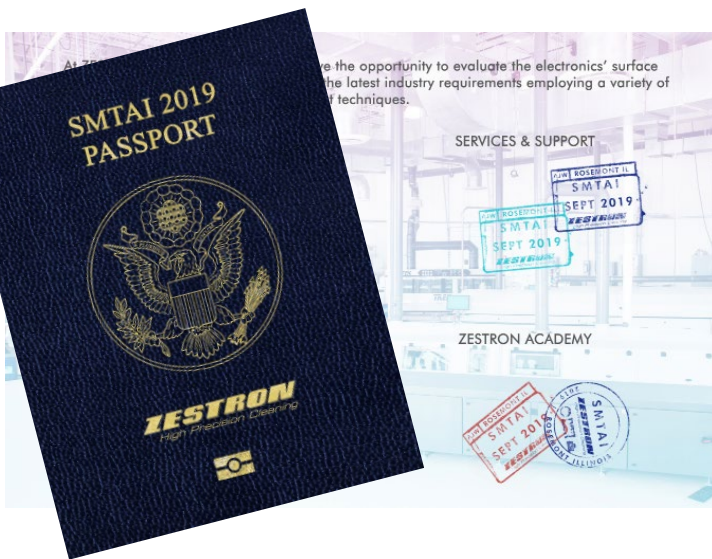 SMTAI 2019
PASSPORT
ZESTRON
High Precision Cleaning
At
ve the opportunity to evaluate the electronics' surface
the latest industry requirements employing a variety of
f techniques.
SERVICES & SUPPORT
ROSEMONT IL
SMTAI
SEPT 2019
ZESTRON
ROSEMONT IL
SMTAI
SEPT 2019
ZESTRON
ZESTRON ACADEMY
ROSEMONT IL
SMTAI
SEPT 2019
ZESTRON
2019
SMTAI
ZESTRON
ROSEMONT ILLINOIS